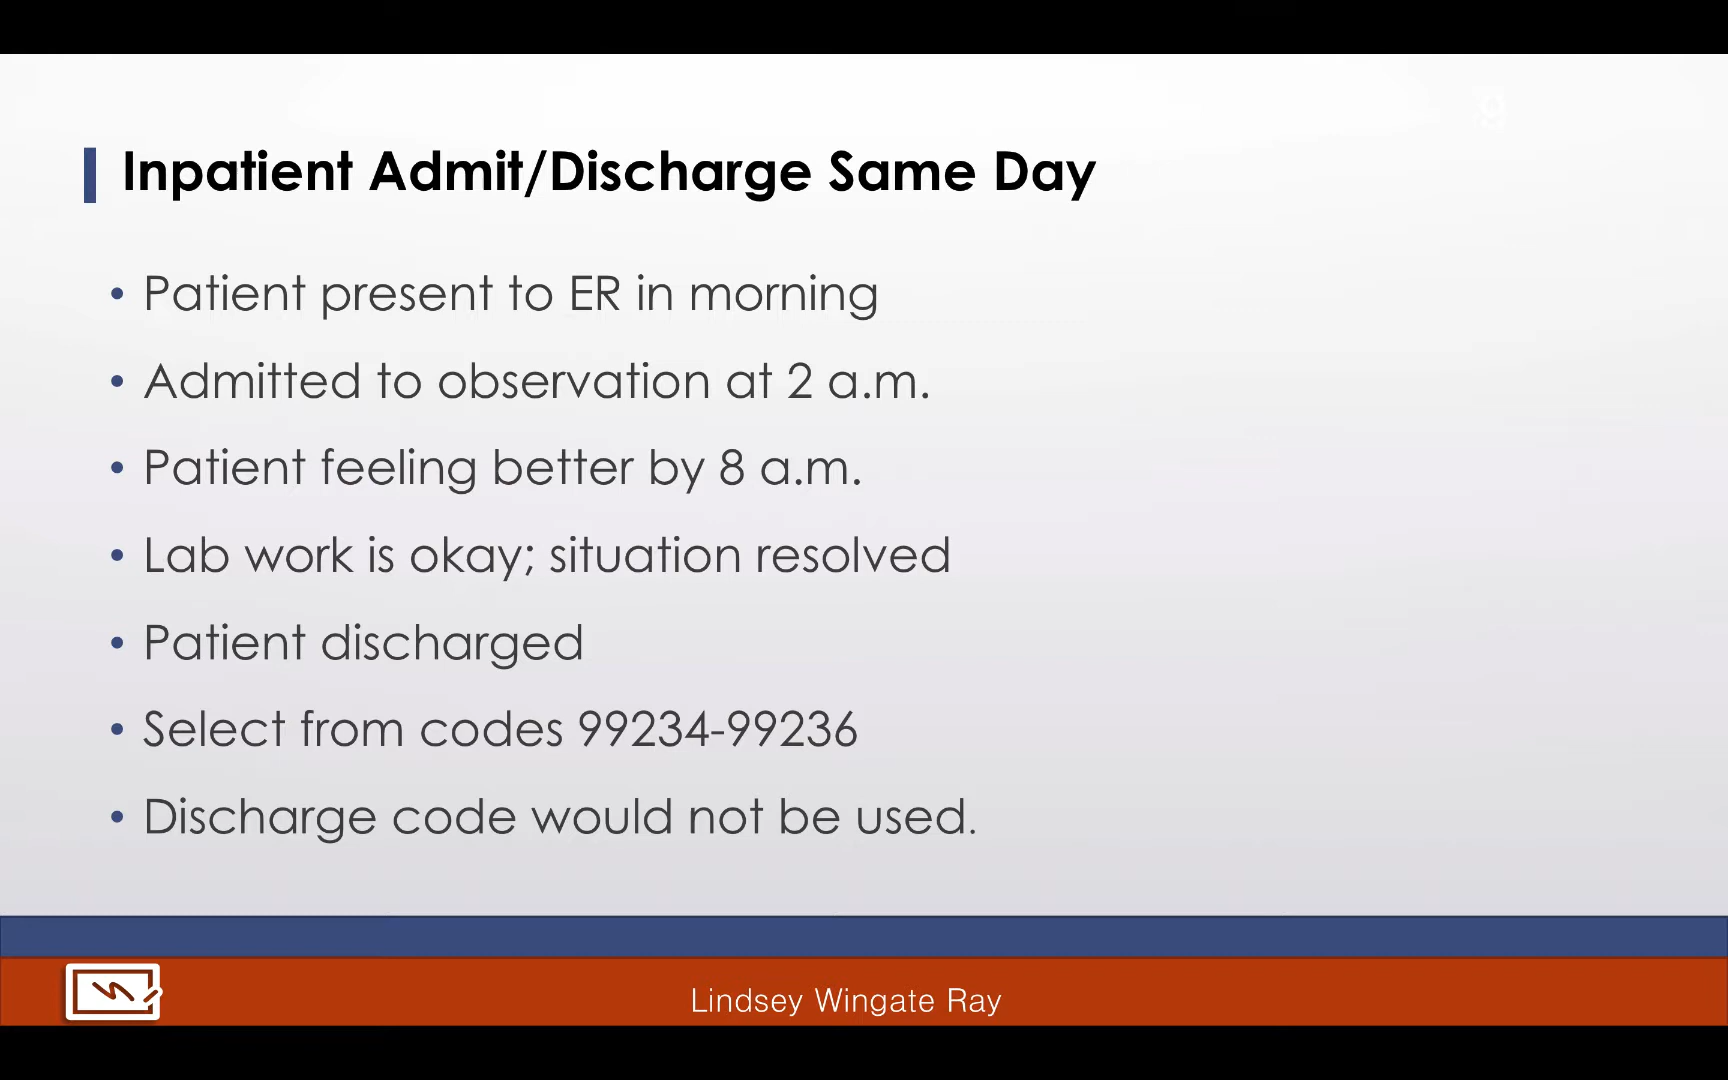 Inpatient Admit/Discharge Same Day
• Patient present to ER in morning
• Admitted to observation at 2 a.m.
• Patient feeling better by 8 a.m.
• Lab work is okay; situation resolved
• Patient discharged
• Select from codes 99234-99236
• Discharge code would not be used.
Lindsey Wingate Ray